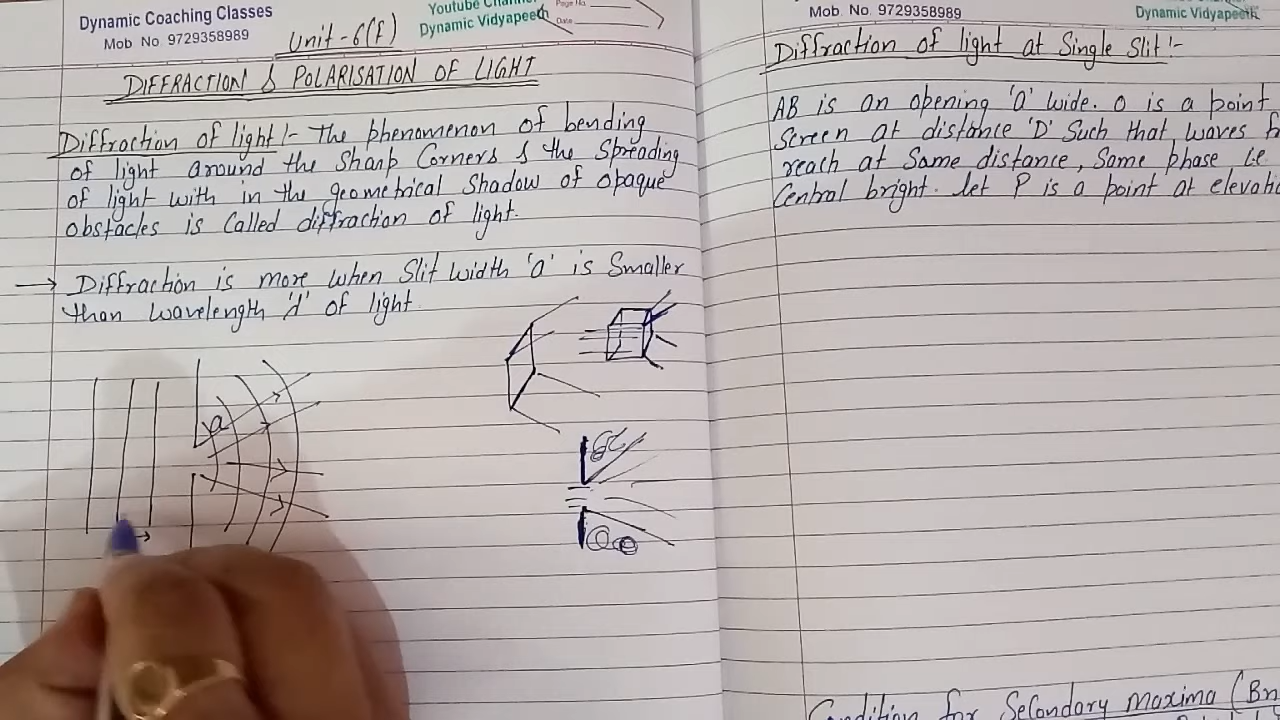 Dynamic Coaching Classes
Mob. No. 9729358989
Unit-6(f)
Youtube
Dynamic Vidyapeeth
Page No.
Date
DIFFRACTION & POLARISATION OF LIGHT
Diffraction of light :- The phenomenon of bending
of light around the Sharp Corners & the Spreading
of light with in the geometrical Shadow of opaque
obstacles is Called diffraction of light.
→ Diffraction is more when Slit width 'a' is Smaller
than wavelength 'λ' of light.
a
Mob. No. 9729358989
Dynamic Vidyapeeth
Diffraction of light at Single Slit :-
AB is an opening 'a' wide. O is a point
Screen at distance 'D' Such that waves
reach at Same distance, Same phase i.e
Central bright. Let P is a point at
Condition for Secondary maxima